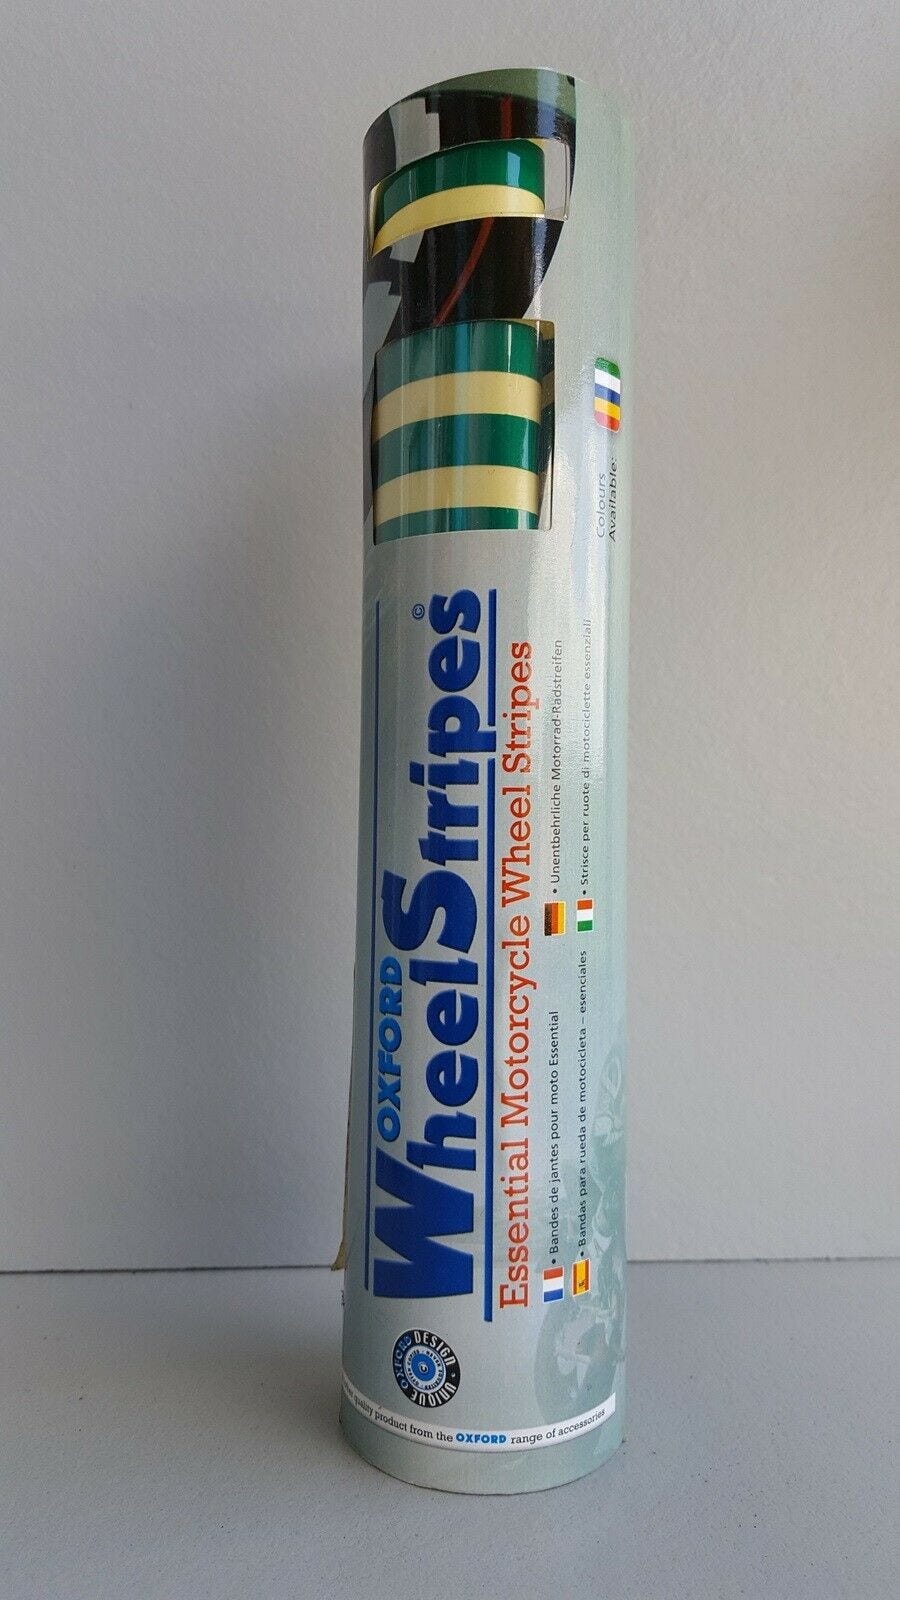 OXFORD
WheelStripes ©
Essential Motorcycle Wheel Stripes
• Bandes de jantes pour moto Essential
• Unentbehrliche Motorrad-Radstreifen
• Bandas para rueda de motocicleta – esenciales
• Strisce per ruote di motociclette essenziali
Colours
Available:
OXFORD DESIGN • UNIQUE
quality product from the OXFORD range of accessories